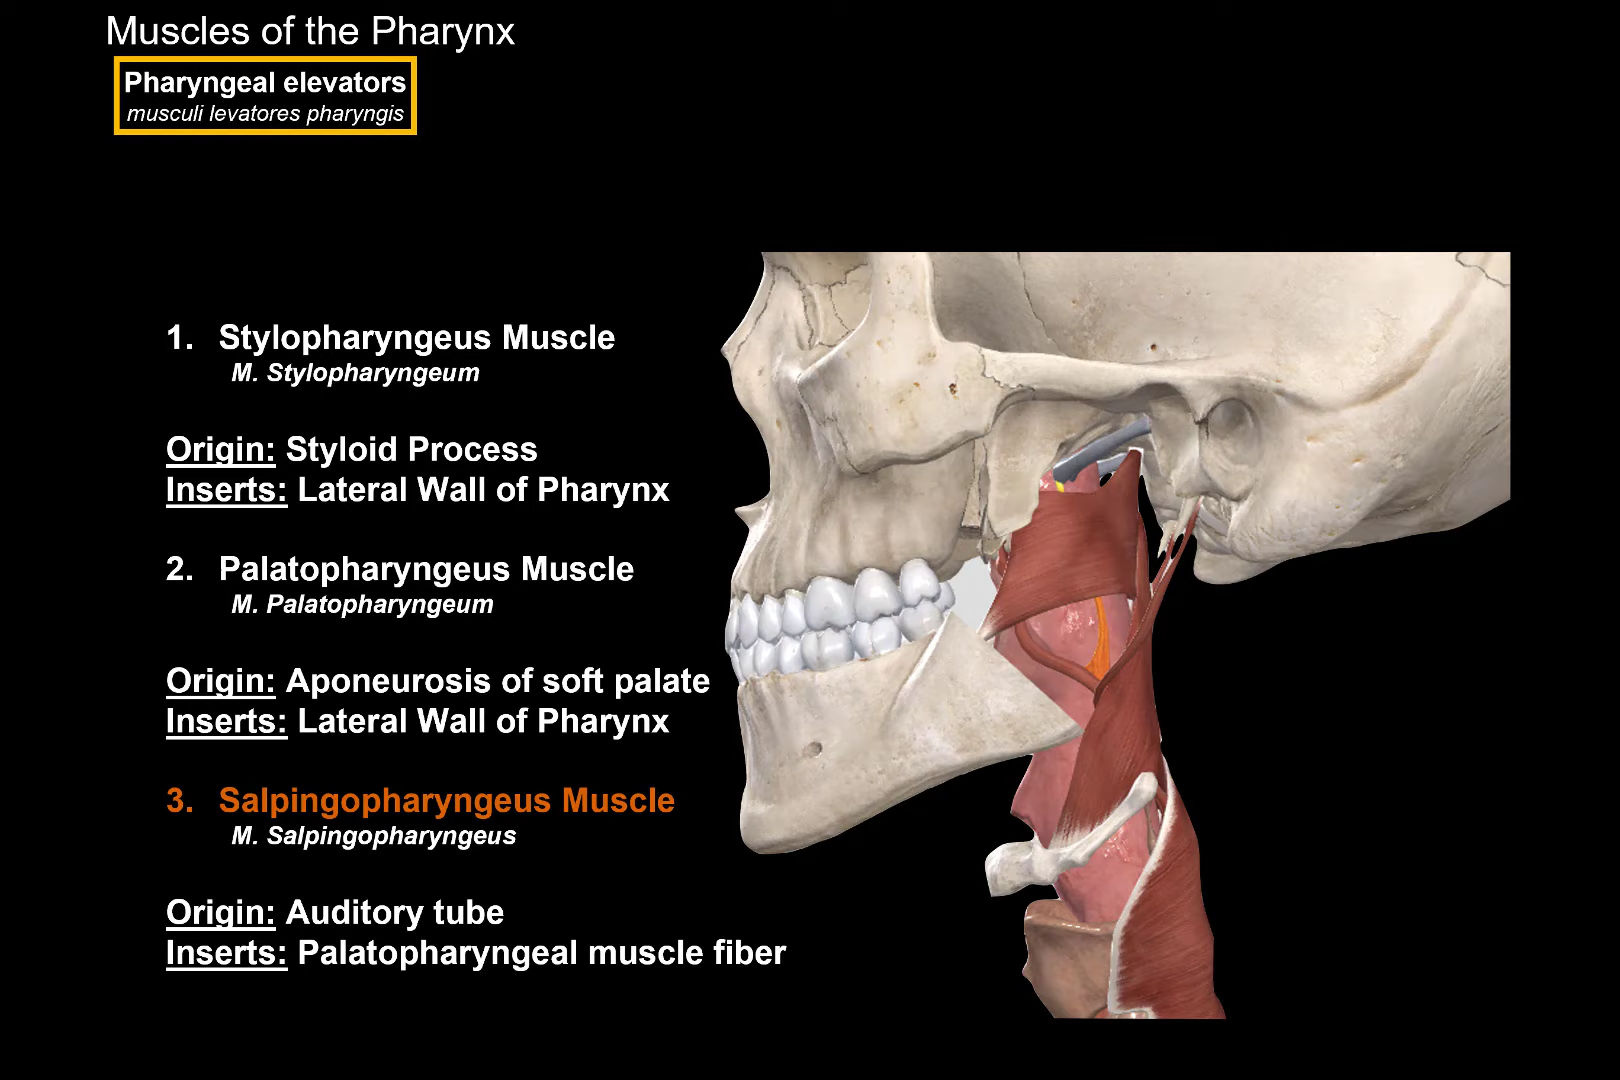 Muscles of the Pharynx
Pharyngeal elevators
musculi levatores pharyngis
1. Stylopharyngeus Muscle
M. Stylopharyngeum
Origin: Styloid Process
Inserts: Lateral Wall of Pharynx
2. Palatopharyngeus Muscle
M. Palatopharyngeum
Origin: Aponeurosis of soft palate
Inserts: Lateral Wall of Pharynx
3. Salpingopharyngeus Muscle
M. Salpingopharyngeus
Origin: Auditory tube
Inserts: Palatopharyngeal muscle fiber